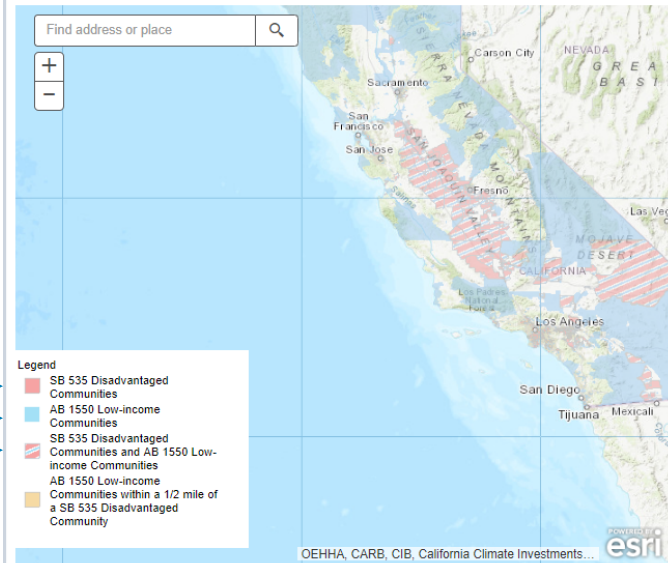 Find address or place
+
−
Carson City
NEVADA
GREA
BASI
SIERRA NEVADA MOUNTAINS
Sacramento
San
Francisco
San Jose
SAN JOAQUIN VALLEY
Fresno
Salinas
Las Veg
MOJAVE
DESERT
CALIFORNIA
Los Padres
National
Forest
Los Angeles
San Diego
Tijuana
Mexicali
Legend
SB 535 Disadvantaged
Communities
AB 1550 Low-income
Communities
SB 535 Disadvantaged
Communities and AB 1550 Low-
income Communities
AB 1550 Low-income
Communities within a 1/2 mile of
a SB 535 Disadvantaged
Community
POWERED BY
esri
OEHHA, CARB, CIB, California Climate Investments...